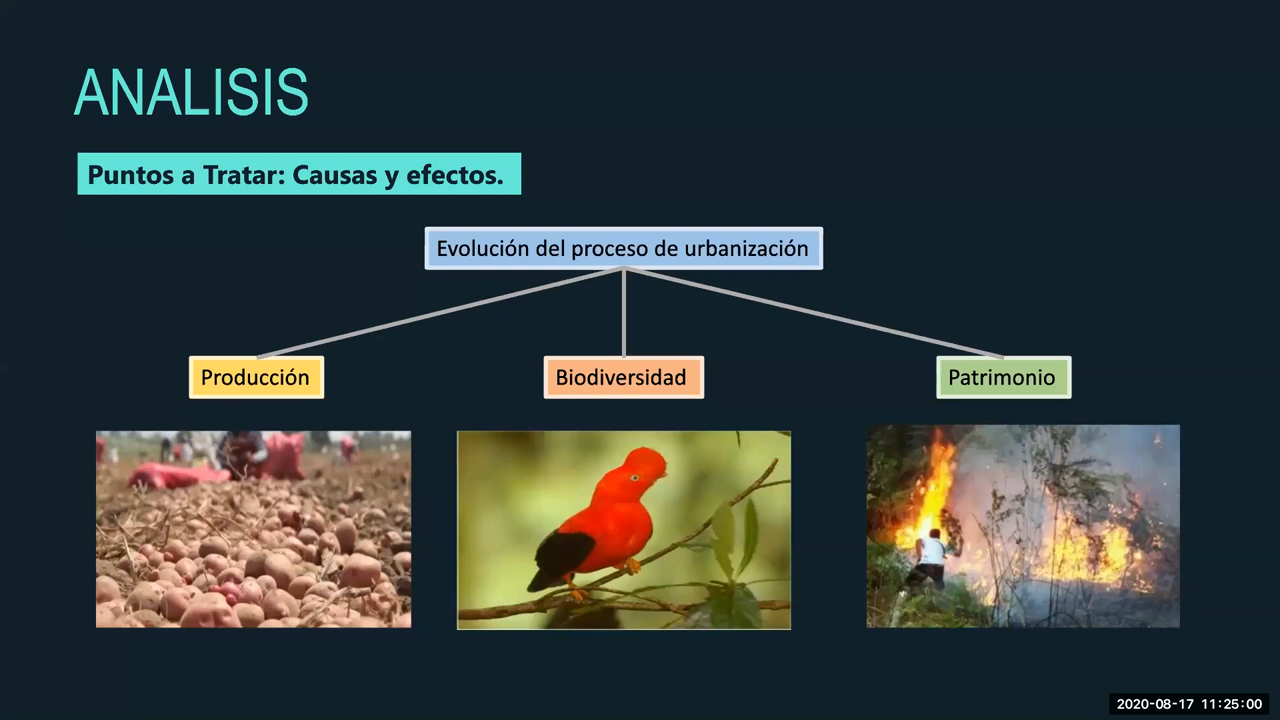 ANALISIS
Puntos a Tratar: Causas y efectos.
Evolución del proceso de urbanización
Producción
Biodiversidad
Patrimonio
2020-08-17 11:25:00